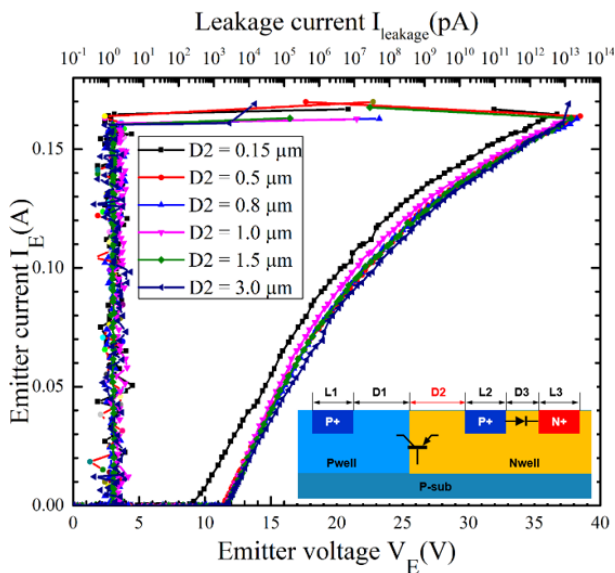 Leakage current I_leakage(pA)
10^-1 10^0 10^1 10^2 10^3 10^4 10^5 10^6 10^7 10^8 10^9 10^10 10^11 10^12 10^13 10^14
Emitter current I_E(A)
0.15
0.10
0.05
0.00
D2 = 0.15 μm
D2 = 0.5 μm
D2 = 0.8 μm
D2 = 1.0 μm
D2 = 1.5 μm
D2 = 3.0 μm
L1 D1 D2 L2 D3 L3
P+ P+ N+
Pwell Nwell
P-sub
0 5 10 15 20 25 30 35 40
Emitter voltage V_E(V)